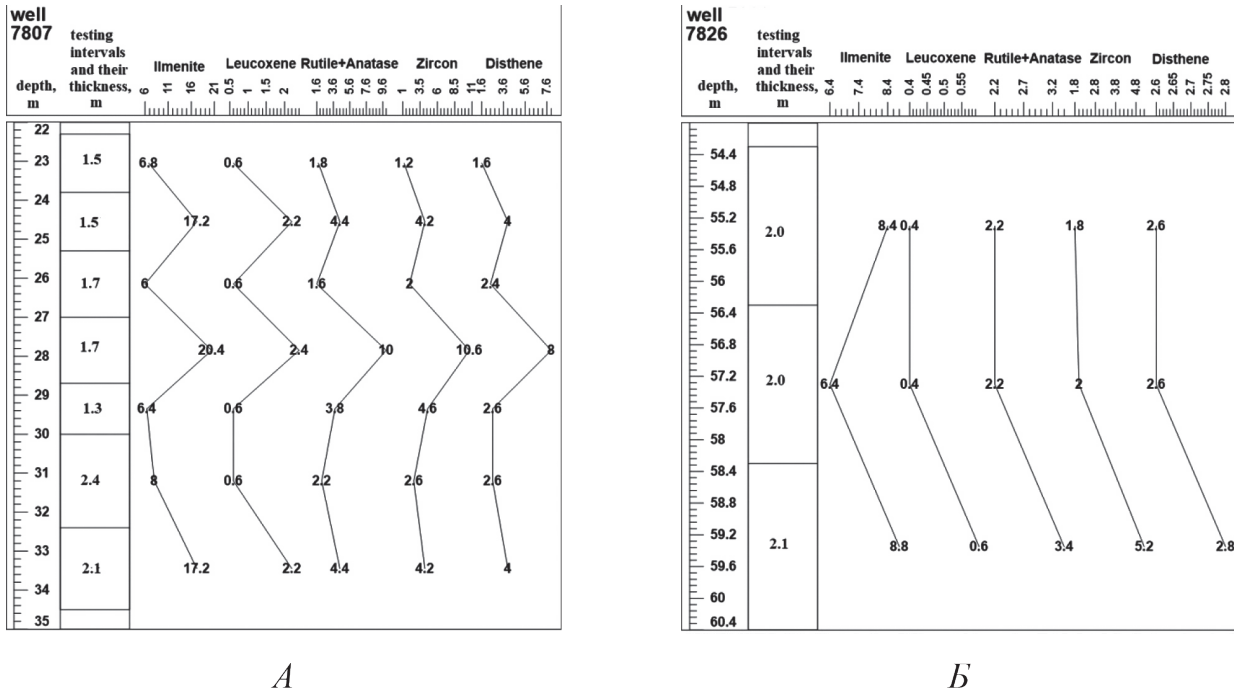 well
7807
testing
intervals
and their
thickness,
m
depth,
m
Ilmenite Leucoxene Rutile+Anatase Zircon Disthene
6 11 16 21 0.5 1 1.5 2 1.6 3.6 5.6 7.6 9.6 1 3.5 6 8.5 11 1.6 3.6 5.6 7.6
22
23 1.5 6.8 0.6 1.8 1.2 1.6
24
1.5 17.2 2.2 4.4 4.2 4
25
26 1.7 6 0.6 1.6 2 2.4
27
28 1.7 20.4 2.4 10 10.6 8
29
1.3 6.4 0.6 3.8 4.6 2.6
30
31 2.4 8 0.6 2.2 2.6 2.6
32
33
2.1 17.2 2.2 4.4 4.2 4
34
35
А
well
7826
testing
intervals
and their
thickness,
m
depth,
m
Ilmenite Leucoxene Rutile+Anatase Zircon Disthene
6.4 7.4 8.4 0.4 0.45 0.5 0.55 2.2 2.7 3.2 1.8 2.8 3.8 4.8 2.6 2.65 2.7 2.75 2.8
54.4
54.8
55.2 2.0 8.4 0.4 2.2 1.8 2.6
55.6
56
56.4
56.8
57.2 2.0 6.4 0.4 2.2 2 2.6
57.6
58
58.4
58.8
59.2 2.1 8.8 0.6 3.4 5.2 2.8
59.6
60
60.4
Б